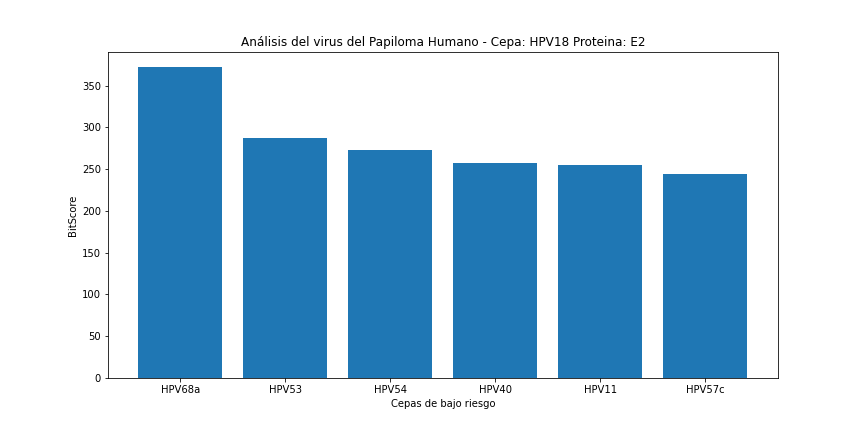 Análisis del virus del Papiloma Humano - Cepa: HPV18 Proteina: E2
BitScore
350
300
250
200
150
100
50
0
HPV68a HPV53 HPV54 HPV40 HPV11 HPV57c
Cepas de bajo riesgo